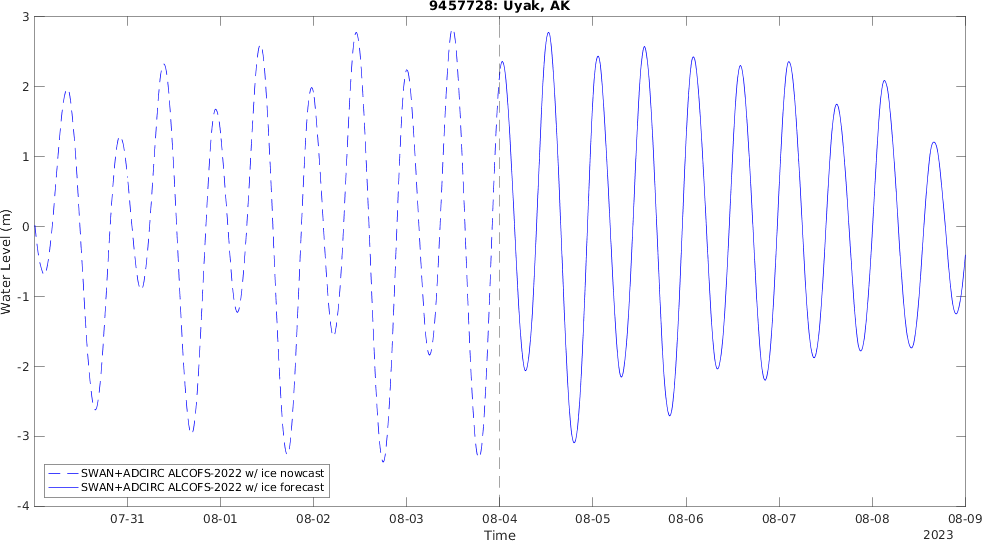 9457728: Uyak, AK
Water Level (m)
3
2
1
0
-1
-2
-3
-4
SWAN+ADCIRC ALCOFS-2022 w/ ice nowcast
SWAN+ADCIRC ALCOFS-2022 w/ ice forecast
07-31 08-01 08-02 08-03 08-04 08-05 08-06 08-07 08-08 08-09
Time
2023